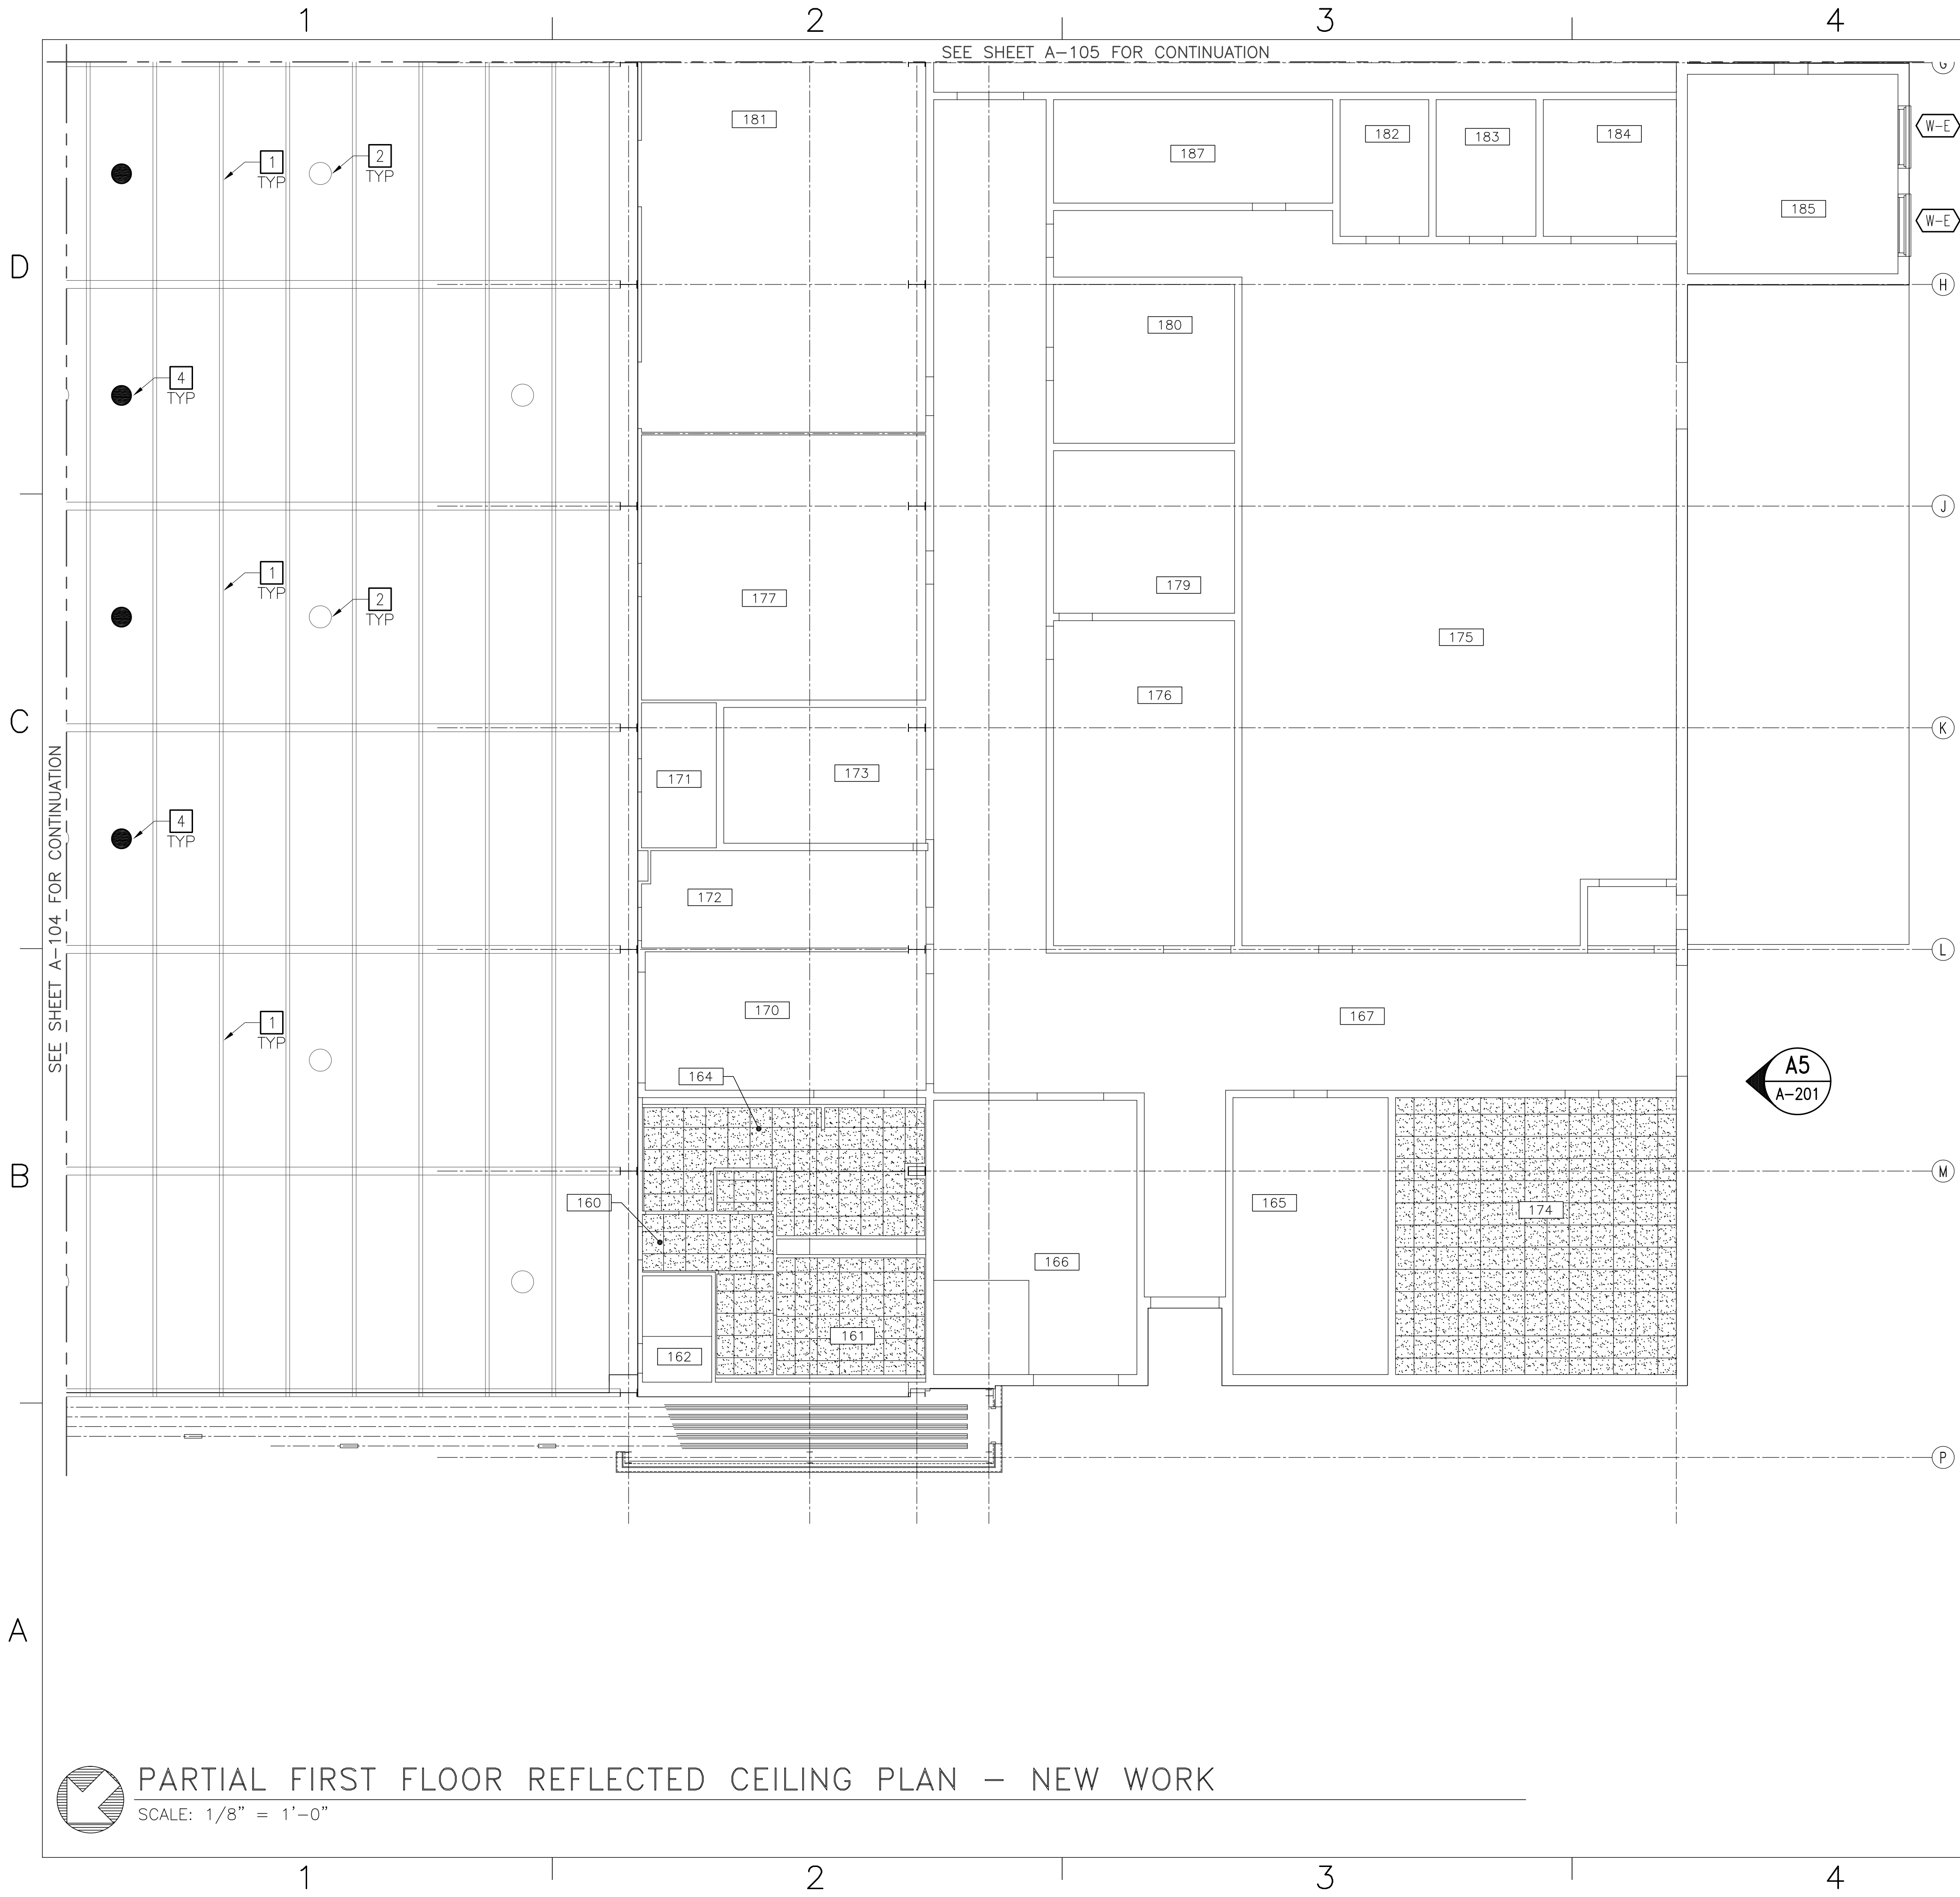 1 2 3 4
SEE SHEET A-105 FOR CONTINUATION
G
181
182
183
184
W-E
1
TYP
2
TYP
187
185
W-E
D
H
180
4
TYP
J
1
TYP
2
TYP
177
179
175
176
C
K
171
173
4
TYP
SEE SHEET A-104 FOR CONTINUATION
172
L
170
167
1
TYP
164
A5
A-201
B
M
160
165
174
166
161
162
P
A
PARTIAL FIRST FLOOR REFLECTED CEILING PLAN - NEW WORK
SCALE: 1/8" = 1'-0"
1 2 3 4